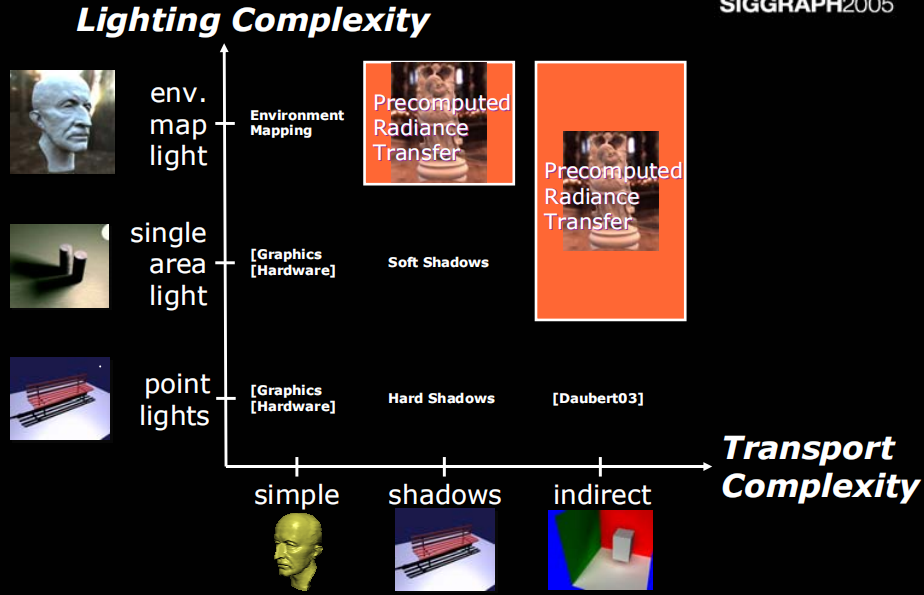 SIGGRAPH2005
Lighting Complexity
env.
map
light
Environment
Mapping
Precomputed
Radiance
Transfer
Precomputed
Radiance
Transfer
single
area
light
[Graphics
[Hardware]
Soft Shadows
point
lights
[Graphics
[Hardware]
Hard Shadows
[Daubert03]
Transport
Complexity
simple
shadows
indirect